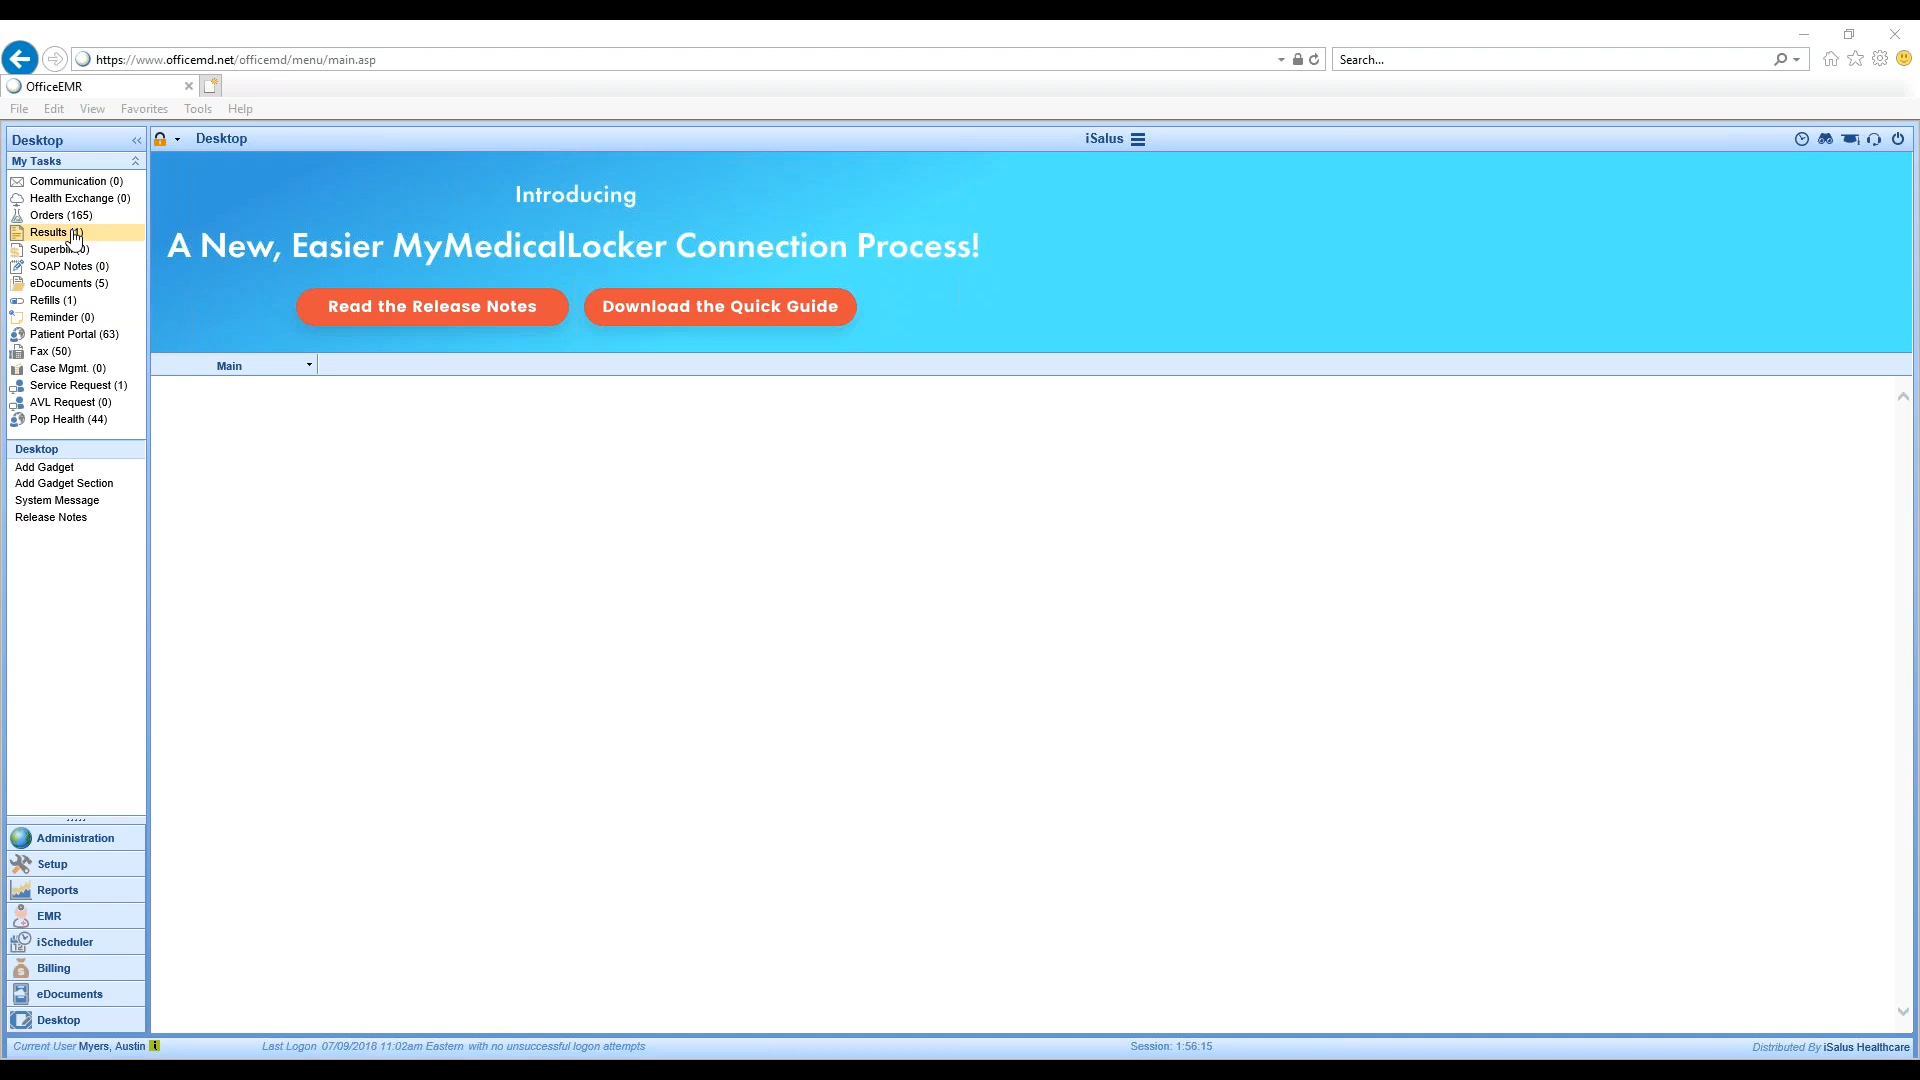 https://www.officemd.net/officemd/menu/main.asp
Search...
OfficeEMR
File Edit View Favorites Tools Help
Desktop
Desktop
iSalus
My Tasks
Communication (0)
Health Exchange (0)
Orders (165)
Results
SOAP Notes (0)
eDocuments (5)
Refills (1)
Reminder (0)
Patient Portal (63)
Fax (50)
Case Mgmt. (0)
Service Request (1)
AVL Request (0)
Pop Health (44)
Introducing
A New, Easier MyMedicalLocker Connection Process!
Read the Release Notes
Download the Quick Guide
Main
Desktop
Add Gadget
Add Gadget Section
System Message
Release Notes
Administration
Setup
Reports
EMR
iScheduler
Billing
eDocuments
Desktop
Current User Myers, Austin
Last Logon 07/09/2018 11:02am Eastern with no unsuccessful logon attempts
Session: 1:56:15
Distributed By iSalus Healthcare